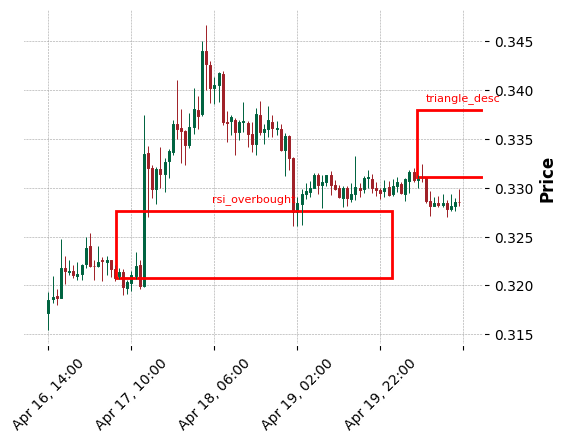 0.345
0.340
triangle_desc
0.335
0.330
rsi_overbought
0.325
0.320
0.315
Price
Apr 16, 14:00
Apr 17, 10:00
Apr 18, 06:00
Apr 19, 02:00
Apr 19, 22:00